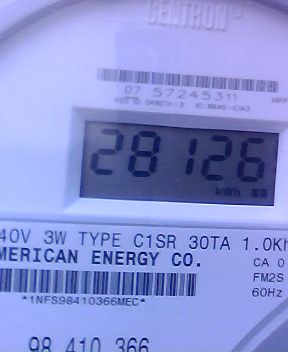 CENTRON®
07 57245311
28126
kWh
40V 3W TYPE C1SR 30TA 1.0Kh
MERICAN ENERGY CO.
CA 0
FM2S
60Hz
*1NFS98410366MEC*
98 410 366